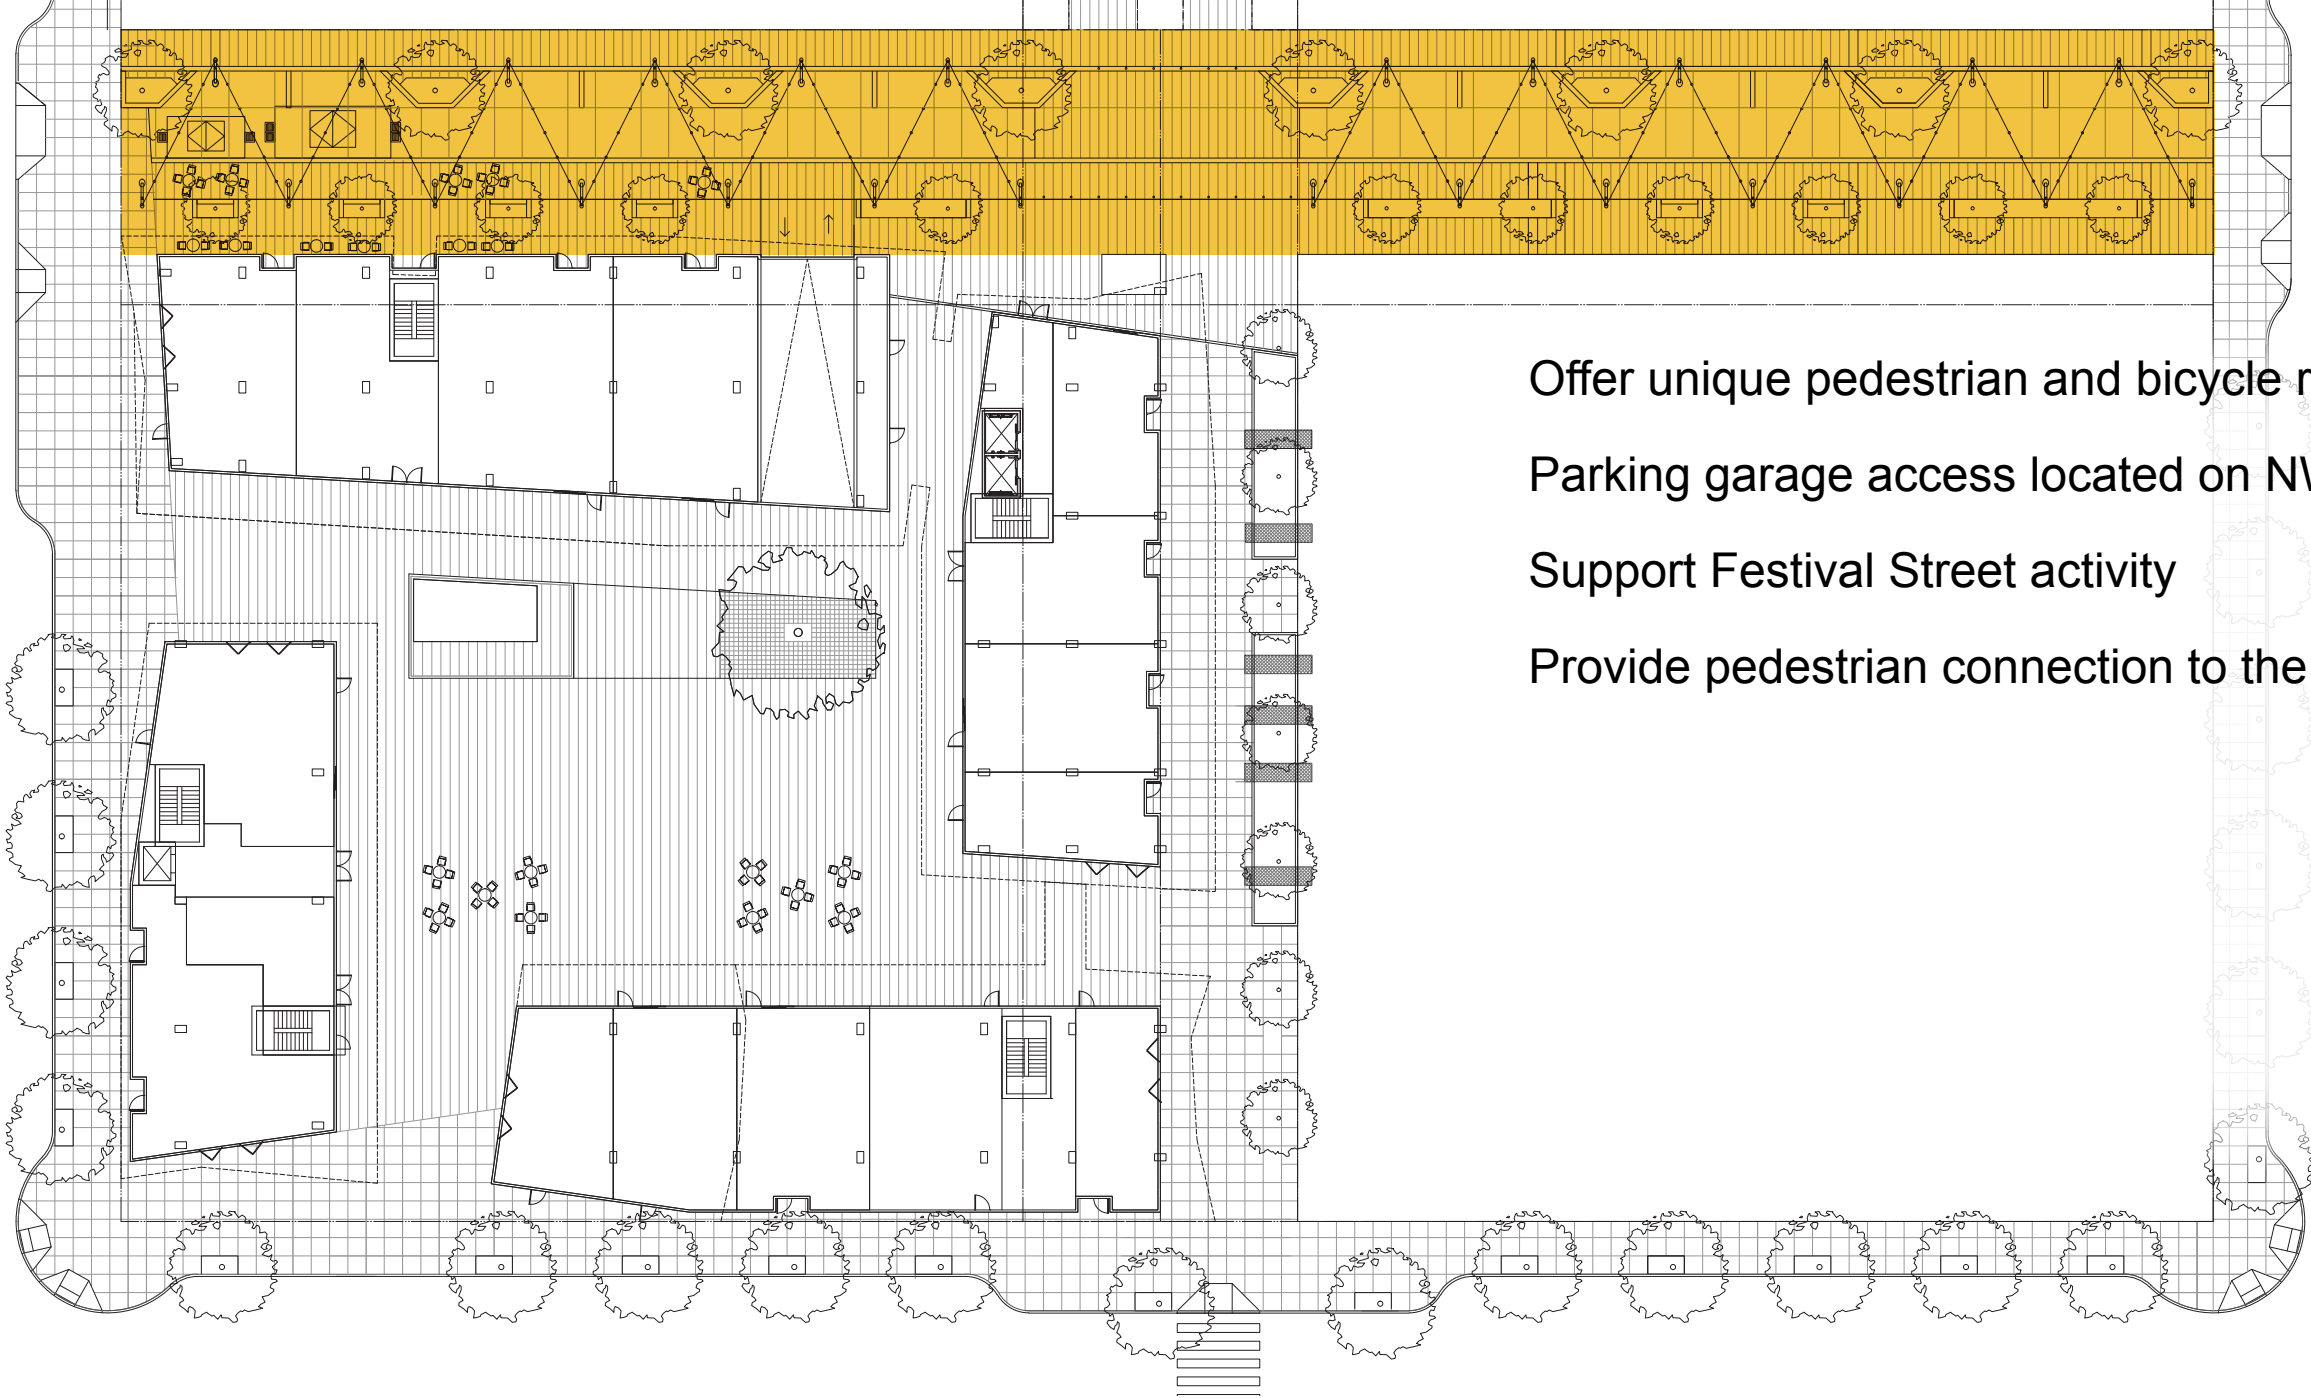 Offer unique pedestrian and bicycle
Parking garage access located on
Support Festival Street activity
Provide pedestrian connection to the